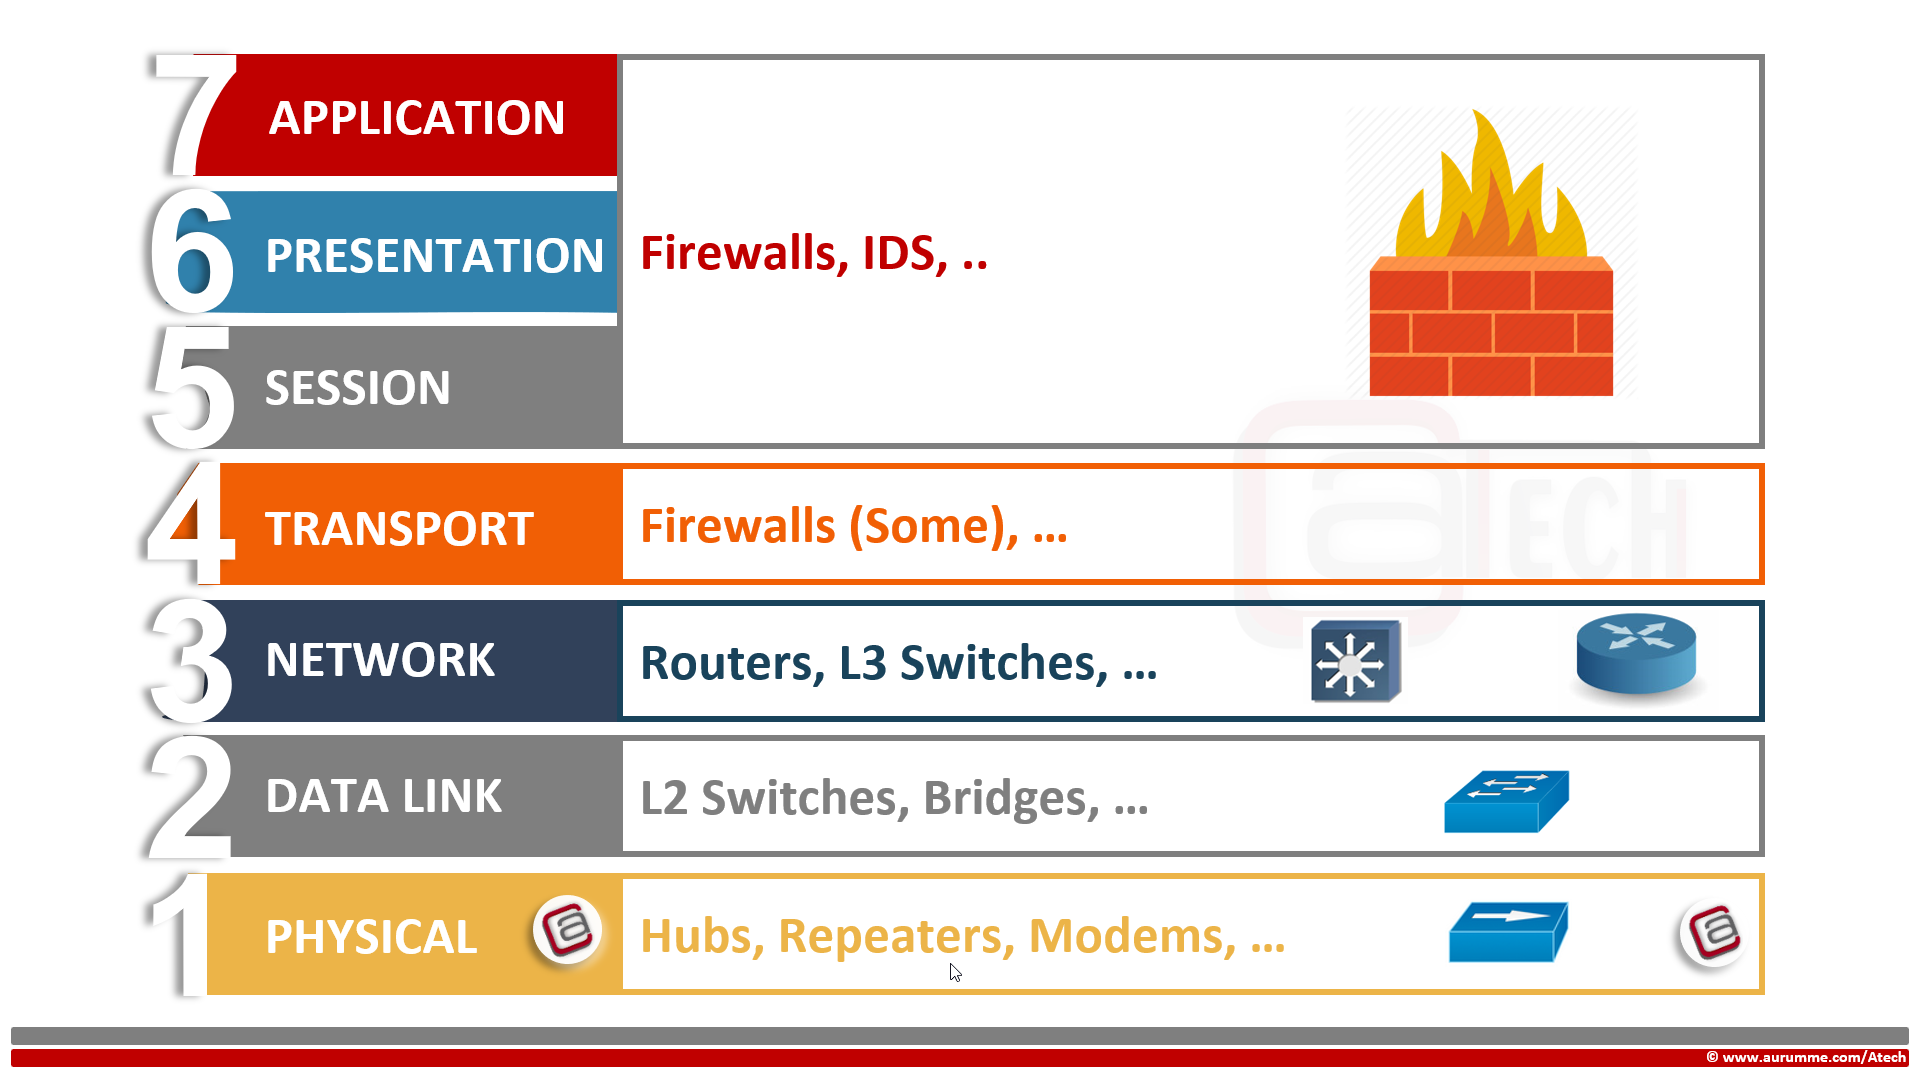 7 APPLICATION
6 PRESENTATION
Firewalls, IDS, ..
5 SESSION
4 TRANSPORT
Firewalls (Some), ...
3 NETWORK
Routers, L3 Switches, ...
2 DATA LINK
L2 Switches, Bridges, ...
1 PHYSICAL
Hubs, Repeaters, Modems, ...
aTECH
© www.aurumme.com/Atech